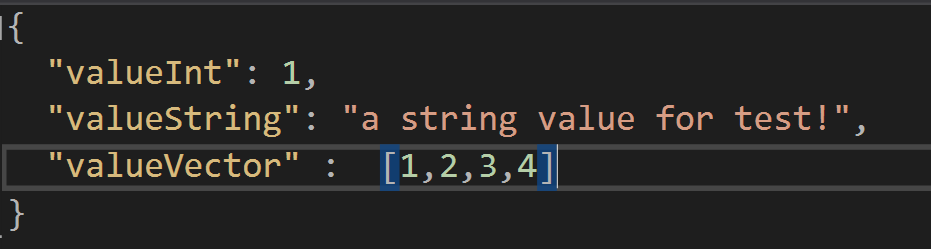 {
"valueInt": 1,
"valueString": "a string value for test!",
"valueVector" :  [1,2,3,4]
}